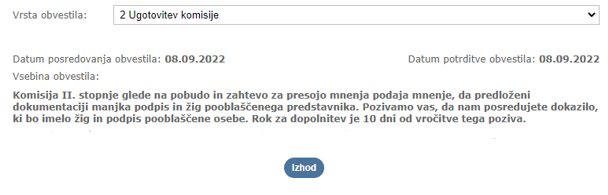 Vrsta obvestila: 2 Ugotovitev komisije
Datum posredovanja obvestila: 08.09.2022 Datum potrditve obvestila: 08.09.2022
Vsebina obvestila:
Komisija II. stopnje glede na pobudo in zahtevo za presojo mnenja podaja mnenje, da predloženi
dokumentaciji manjka podpis in žig pooblaščenega predstavnika. Pozivamo vas, da nam posredujete dokazilo,
ki bo imelo žig in podpis pooblaščene osebe. Rok za dopolnitev je 10 dni od vročitve tega poziva.
Izhod